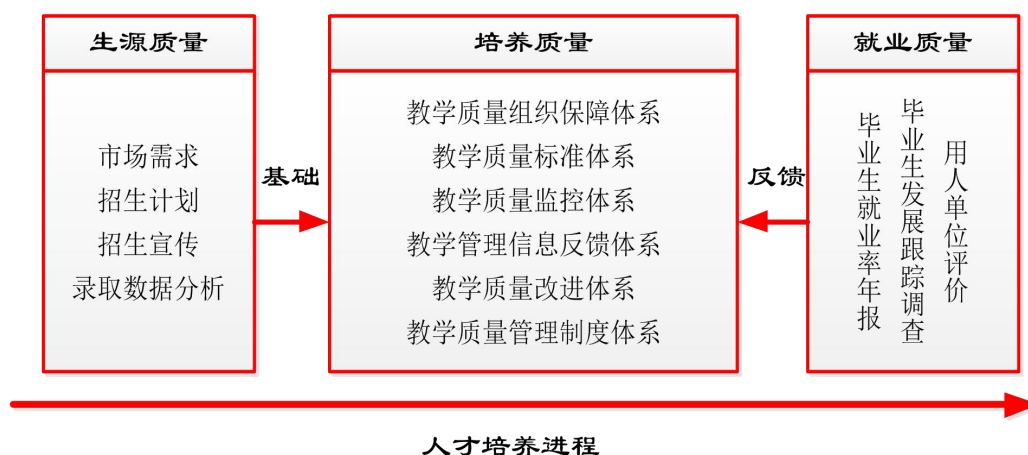 生源质量
市场需求
招生计划
招生宣传
录取数据分析
基础
培养质量
教学质量组织保障体系
教学质量标准体系
教学质量监控体系
教学管理信息反馈体系
教学质量改进体系
教学质量管理制度体系
反馈
就业质量
毕业生就业率年报
毕业生发展跟踪调查
用人单位评价
人才培养进程